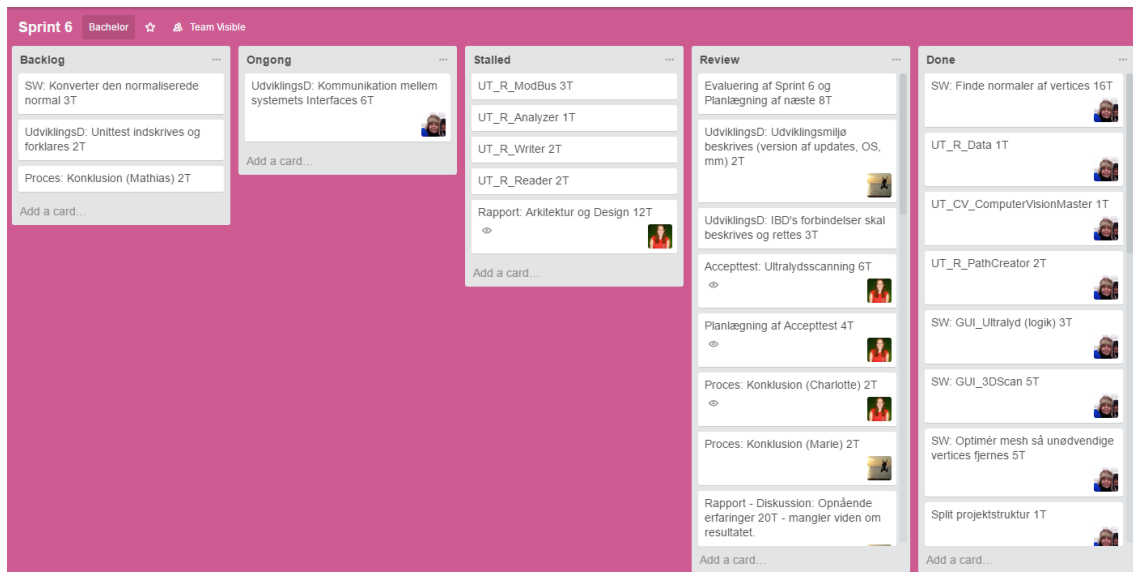 Sprint 6 Bachelor Team Visible
Backlog
SW: Konverter den normaliserede
normal 3T
UdviklingsD: Unittest indskrives og
forklares 2T
Proces: Konklusion (Mathias) 2T
Add a card...
Ongong
UdviklingsD: Kommunikation mellem
systemets Interfaces 6T
Add a card...
Stalled
UT_R_ModBus 3T
UT_R_Analyzer 1T
UT_R_Writer 2T
UT_R_Reader 2T
Rapport: Arkitektur og Design 12T
Add a card...
Review
Evaluering af Sprint 6 og
Planlægning af næste 8T
UdviklingsD: Udviklingsmiljø
beskrives (version af updates, OS,
mm) 2T
UdviklingsD: IBD's forbindelser skal
beskrives og rettes 3T
Accepttest: Ultralydsscanning 6T
Planlægning af Accepttest 4T
Proces: Konklusion (Charlotte) 2T
Proces: Konklusion (Marie) 2T
Rapport - Diskussion: Opnående
erfaringer 20T - mangler viden om
resultatet.
Add a card...
Done
SW: Finde normaler af vertices 16T
UT_R_Data 1T
UT_CV_ComputerVisionMaster 1T
UT_R_PathCreator 2T
SW: GUI_Ultralyd (logik) 3T
SW: GUI_3DScan 5T
SW: Optimér mesh så unødvendige
vertices fjernes 5T
Split projektstruktur 1T
Add a card...